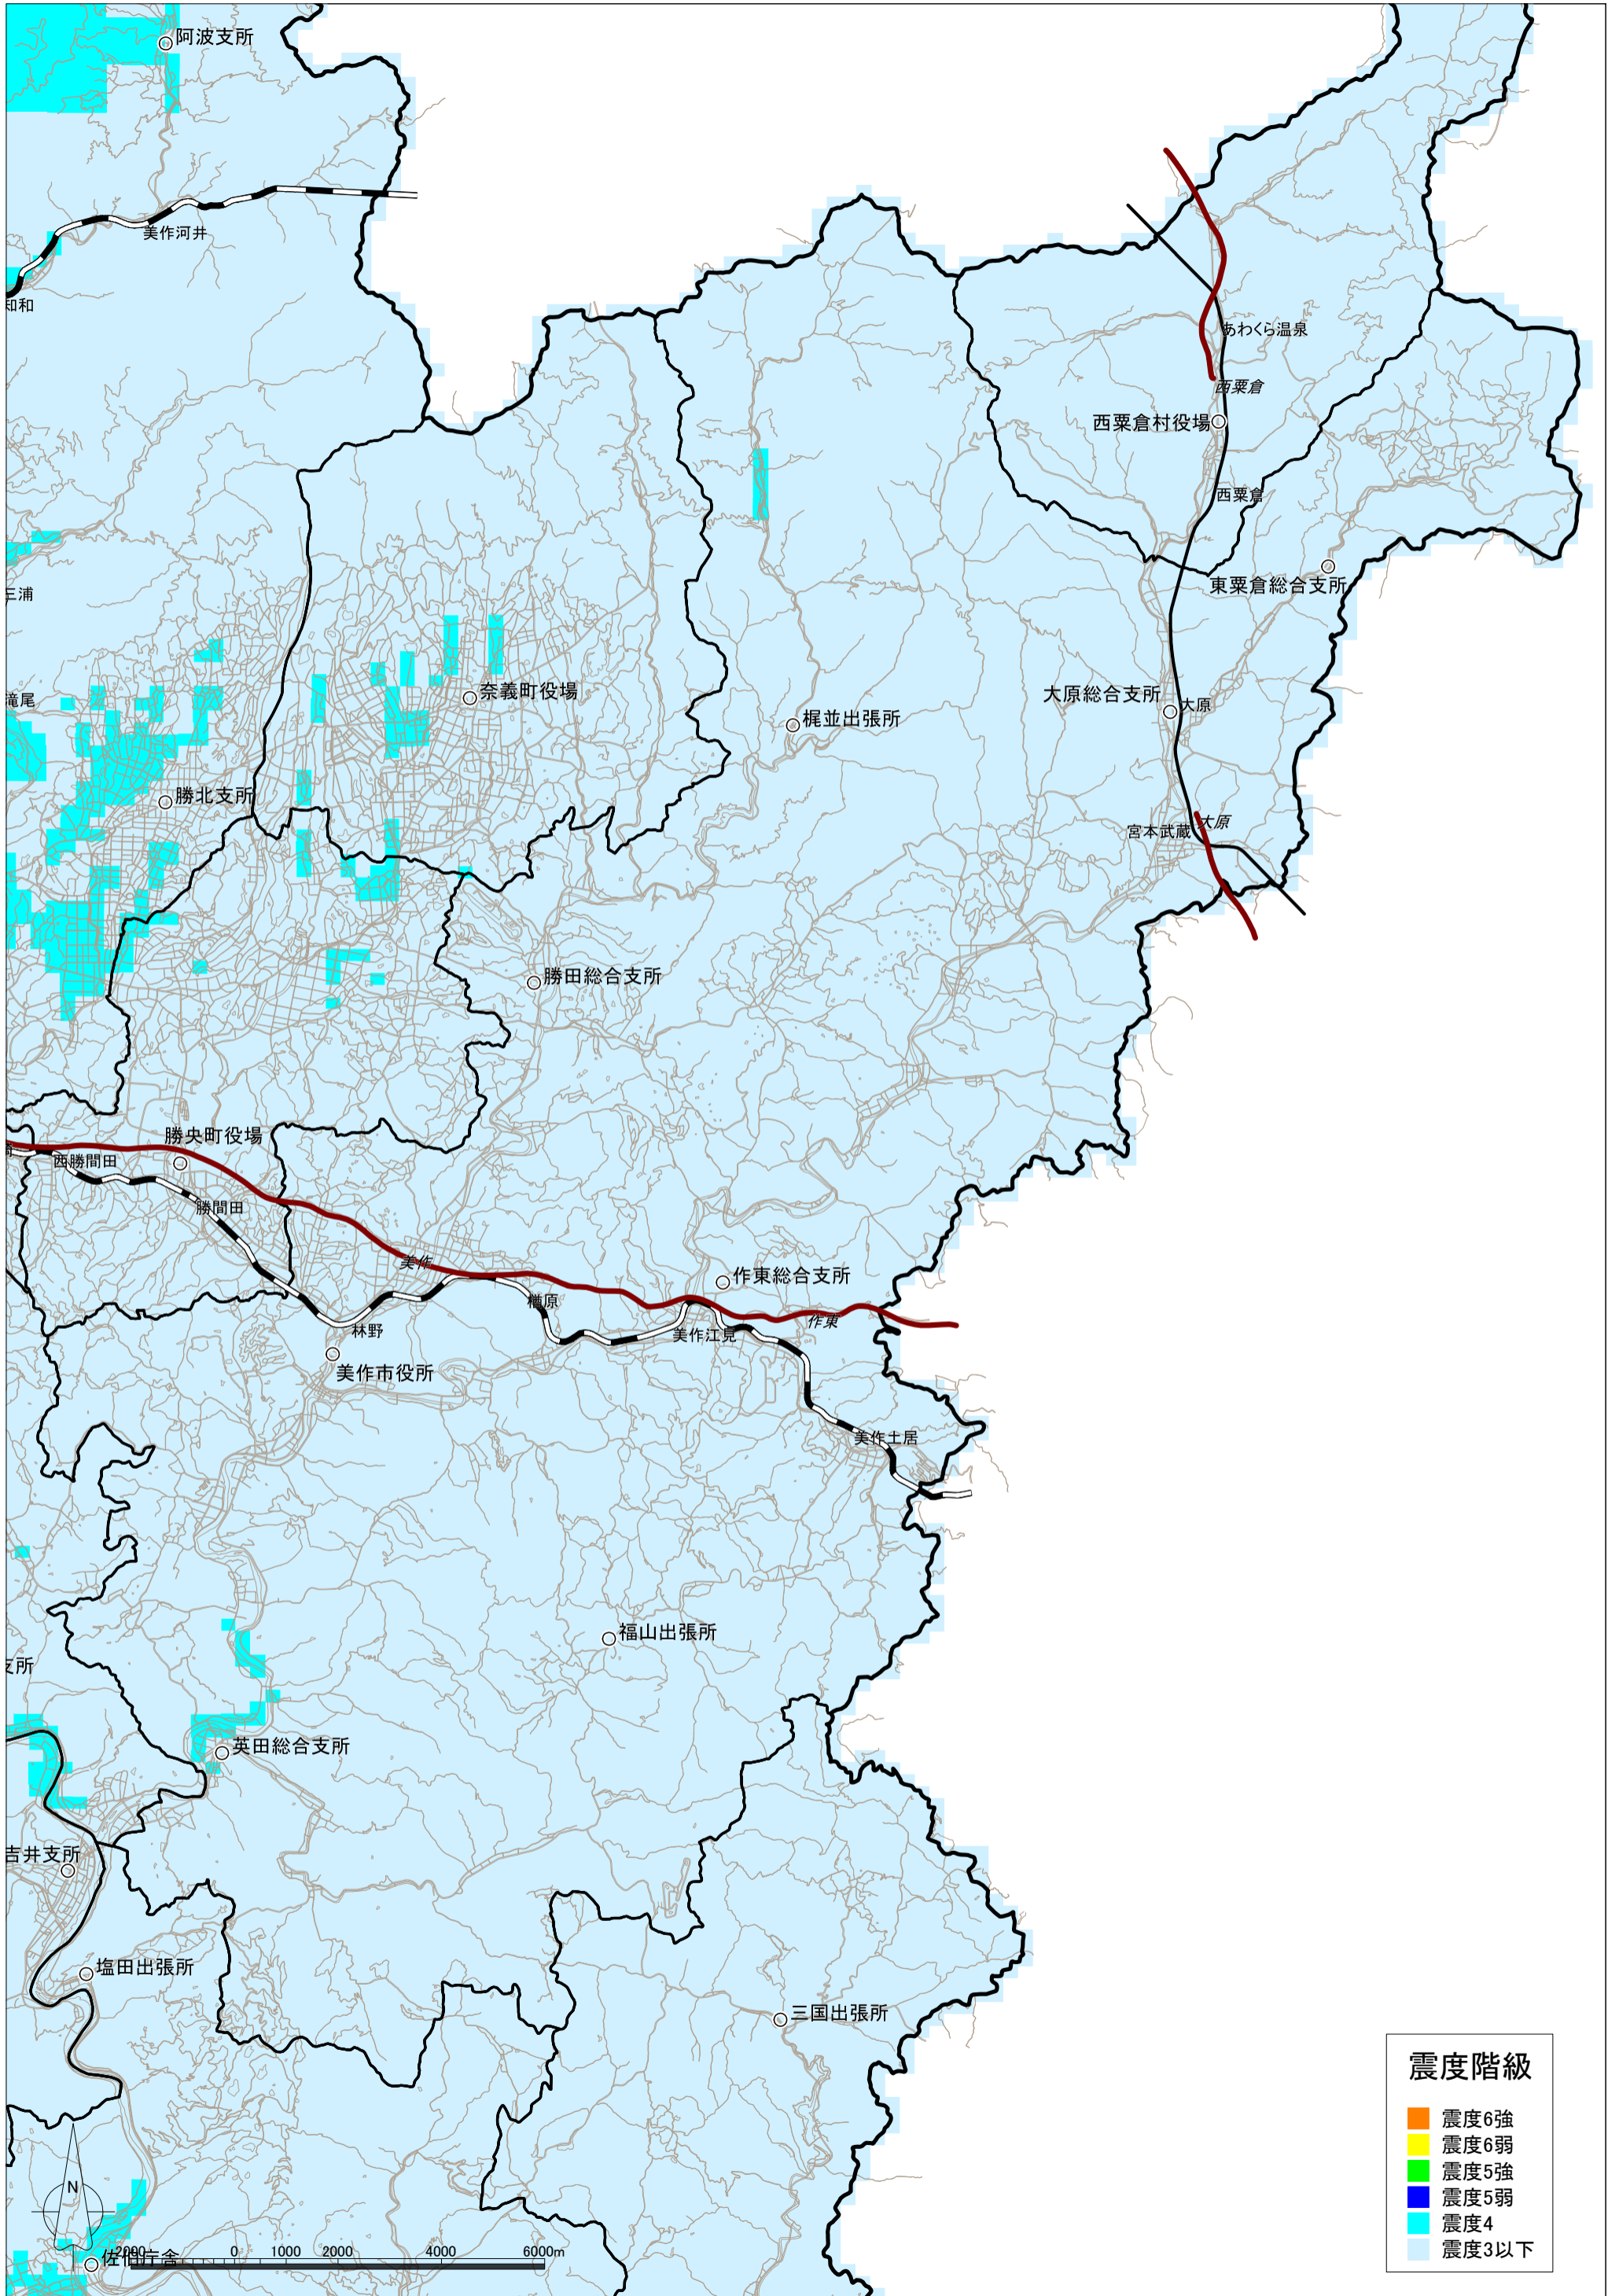 阿波支所
美作河井
知和
あわくら温泉
西粟倉
西粟倉村役場
西粟倉
東粟倉総合支所
三浦
奈義町役場
大原総合支所
大原
滝尾
梶並出張所
勝北支所
大原
宮本武蔵
勝田総合支所
勝央町役場
西勝間田
勝間田
美作
作東総合支所
楢原
作東
林野
美作江見
美作市役所
美作土居
福山出張所
支所
英田総合支所
吉井支所
塩田出張所
三国出張所
震度階級
震度6強
震度6弱
震度5強
震度5弱
震度4
震度3以下
N
佐伯庁舎
2000 0 1000 2000 4000 6000m